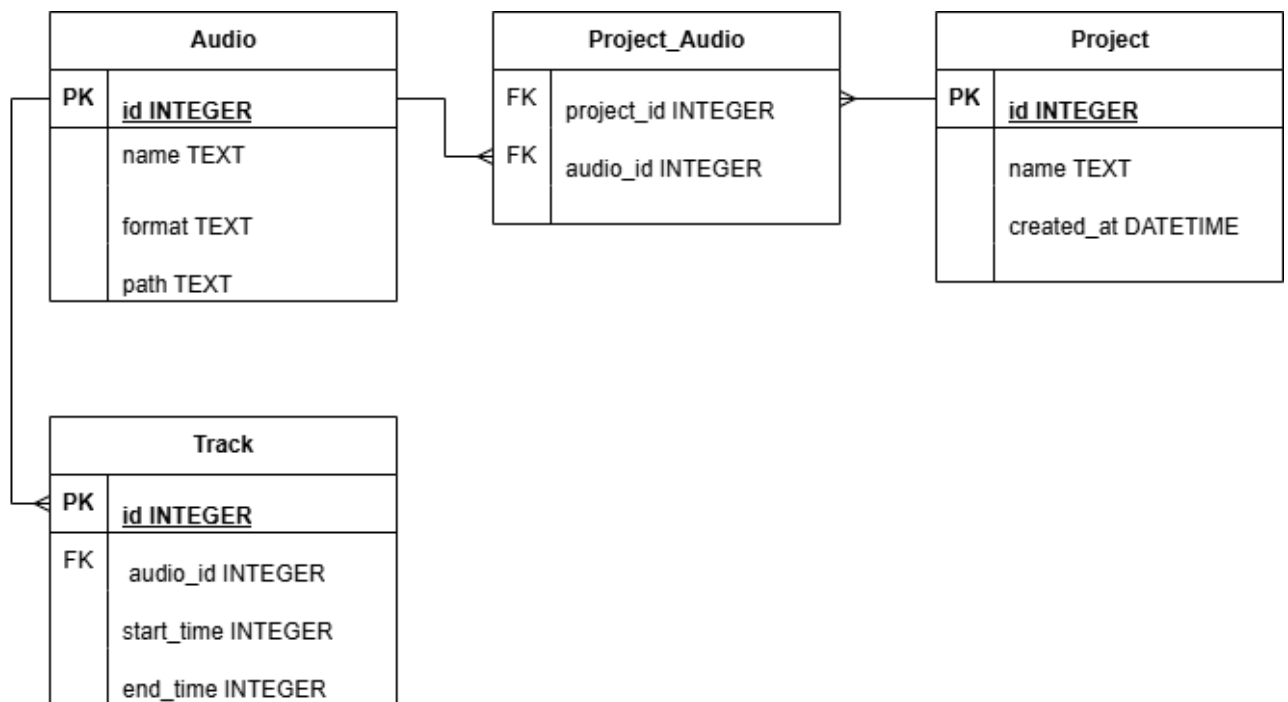 Audio
PK id INTEGER
name TEXT
format TEXT
path TEXT
Project_Audio
FK project_id INTEGER
FK audio_id INTEGER
Project
PK id INTEGER
name TEXT
created_at DATETIME
Track
PK id INTEGER
FK audio_id INTEGER
start_time INTEGER
end_time INTEGER